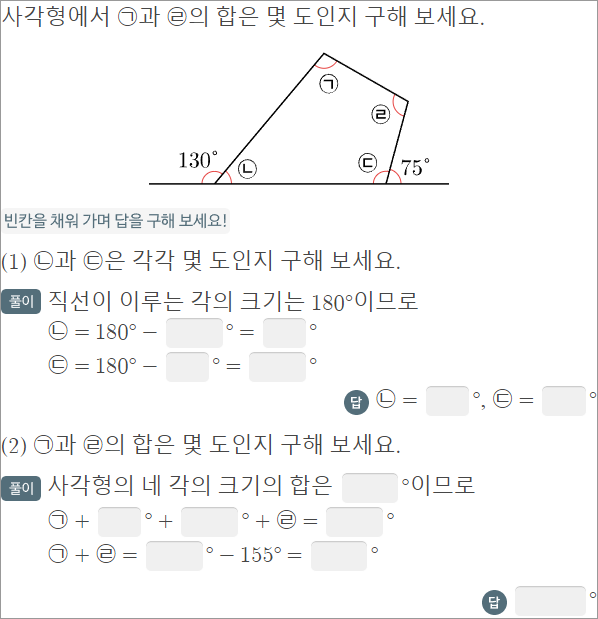 사각형에서 ㉠과 ㉣의 합은 몇 도인지 구해 보세요.
㉠
㉣
130° ㉡ ㉢ 75°
빈칸을 채워 가며 답을 구해 보세요!
(1) ㉡과 ㉢은 각각 몇 도인지 구해 보세요.
풀이 직선이 이루는 각의 크기는 180°이므로
㉡ = 180° − ° = °
㉢ = 180° − ° = °
답 ㉡ = °, ㉢ = °
(2) ㉠과 ㉣의 합은 몇 도인지 구해 보세요.
풀이 사각형의 네 각의 크기의 합은 °이므로
㉠ + ° + ° + ㉣ = °
㉠ + ㉣ = ° − 155° = °
답 °